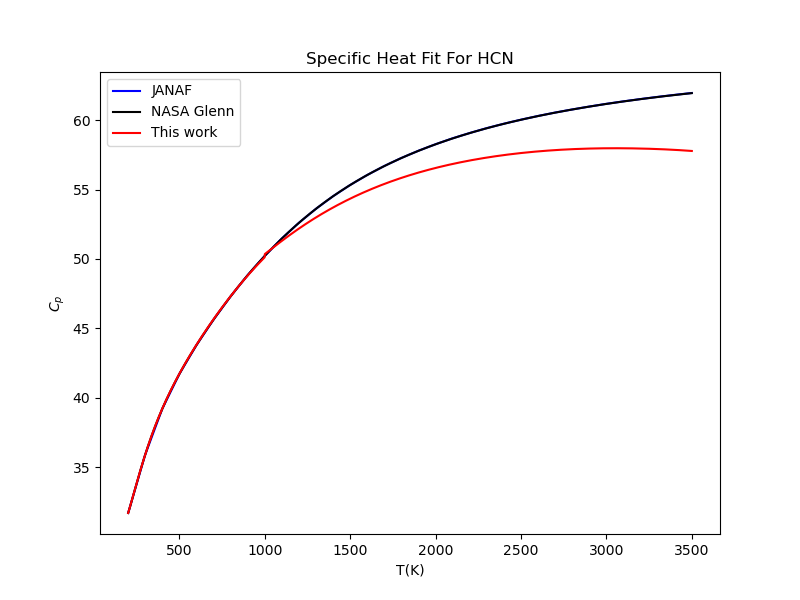 Specific Heat Fit For HCN
JANAF
NASA Glenn
This work
60
55
50
45
40
35
C_p
500 1000 1500 2000 2500 3000 3500
T(K)